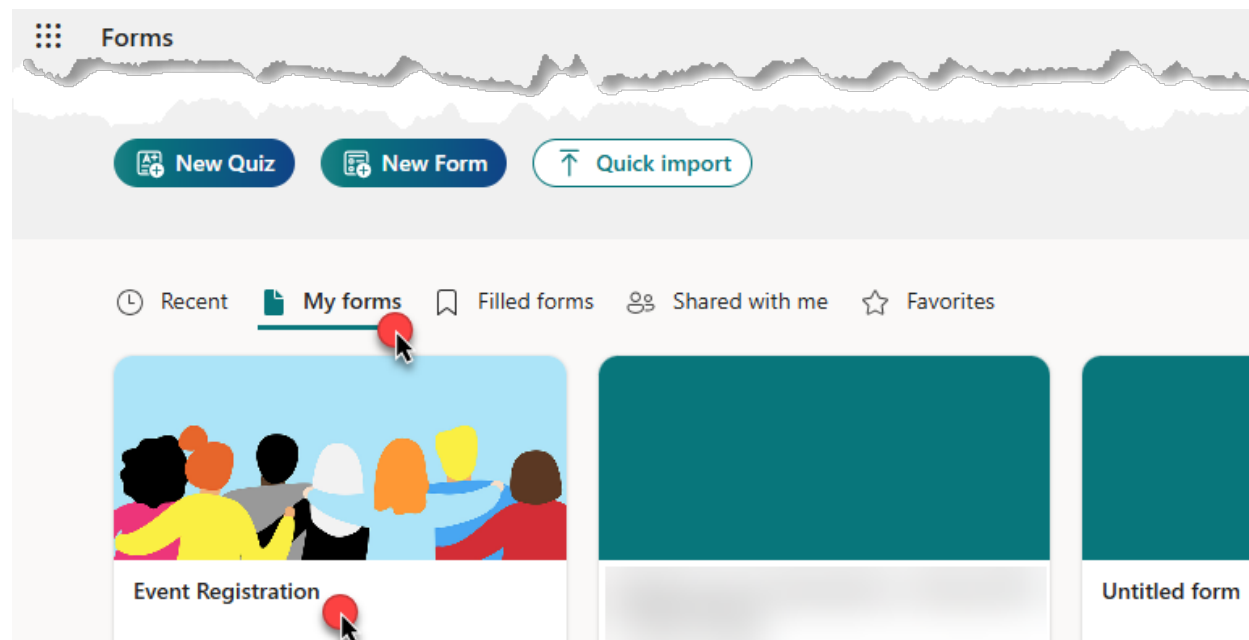 Forms
New Quiz
New Form
Quick import
Recent
My forms
Filled forms
Shared with me
Favorites
Event Registration
Untitled form